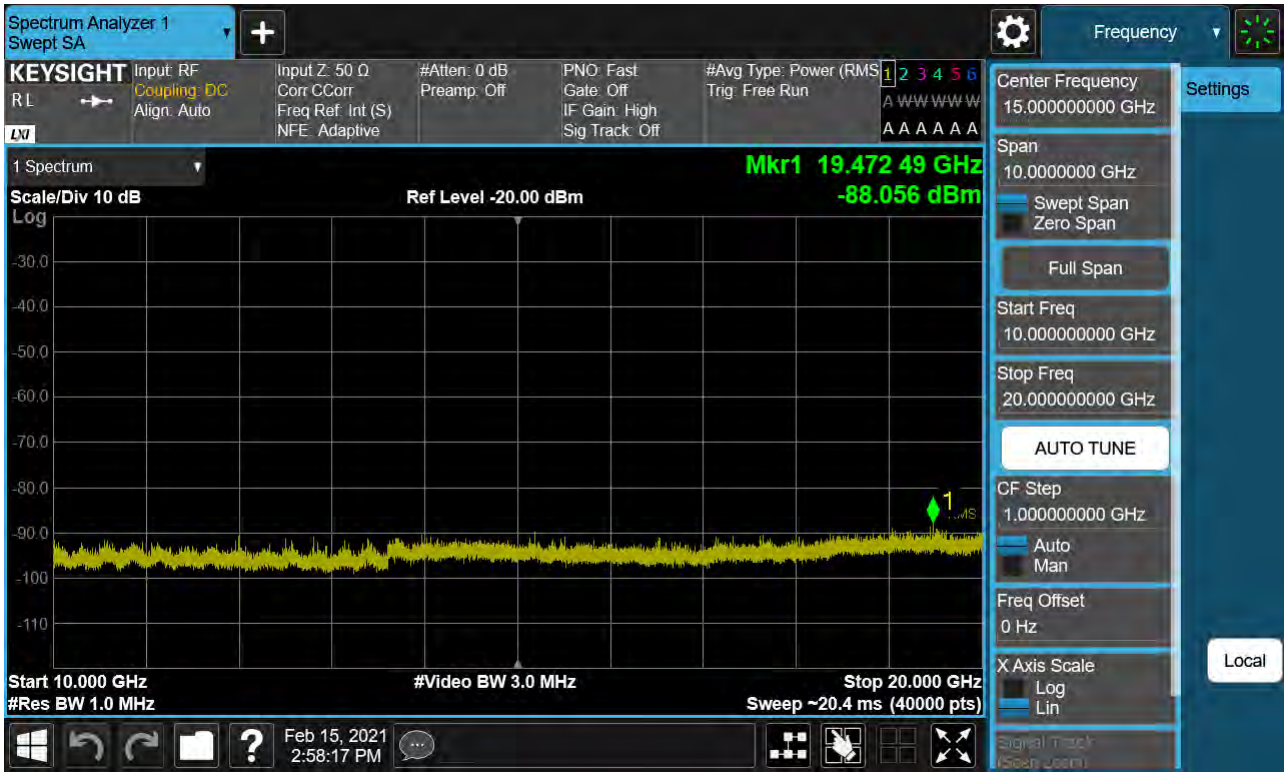 Spectrum Analyzer 1
Swept SA
+
Frequency
KEYSIGHT
RL
LXI
Input: RF
Coupling: DC
Align: Auto
Input Z: 50 Ω
Corr CCorr
Freq Ref: Int (S)
NFE: Adaptive
#Atten: 0 dB
Preamp: Off
PNO: Fast
Gate: Off
IF Gain: High
Sig Track: Off
#Avg Type: Power (RMS
Trig: Free Run
1 2 3 4 5 6
A W W W W W
A A A A A A
1 Spectrum
Scale/Div 10 dB
Log
Ref Level -20.00 dBm
Mkr1 19.472 49 GHz
-88.056 dBm
-30.0
-40.0
-50.0
-60.0
-70.0
-80.0
-90.0
-100
-110
1
RMS
Start 10.000 GHz
#Res BW 1.0 MHz
#Video BW 3.0 MHz
Stop 20.000 GHz
Sweep ~20.4 ms (40000 pts)
Center Frequency
15.000000000 GHz
Span
10.0000000 GHz
Swept Span
Zero Span
Full Span
Start Freq
10.000000000 GHz
Stop Freq
20.000000000 GHz
AUTO TUNE
CF Step
1.000000000 GHz
Auto
Man
Freq Offset
0 Hz
X Axis Scale
Log
Lin
Signal Track
(Span Zoom)
Settings
Local
?
Feb 15, 2021
2:58:17 PM